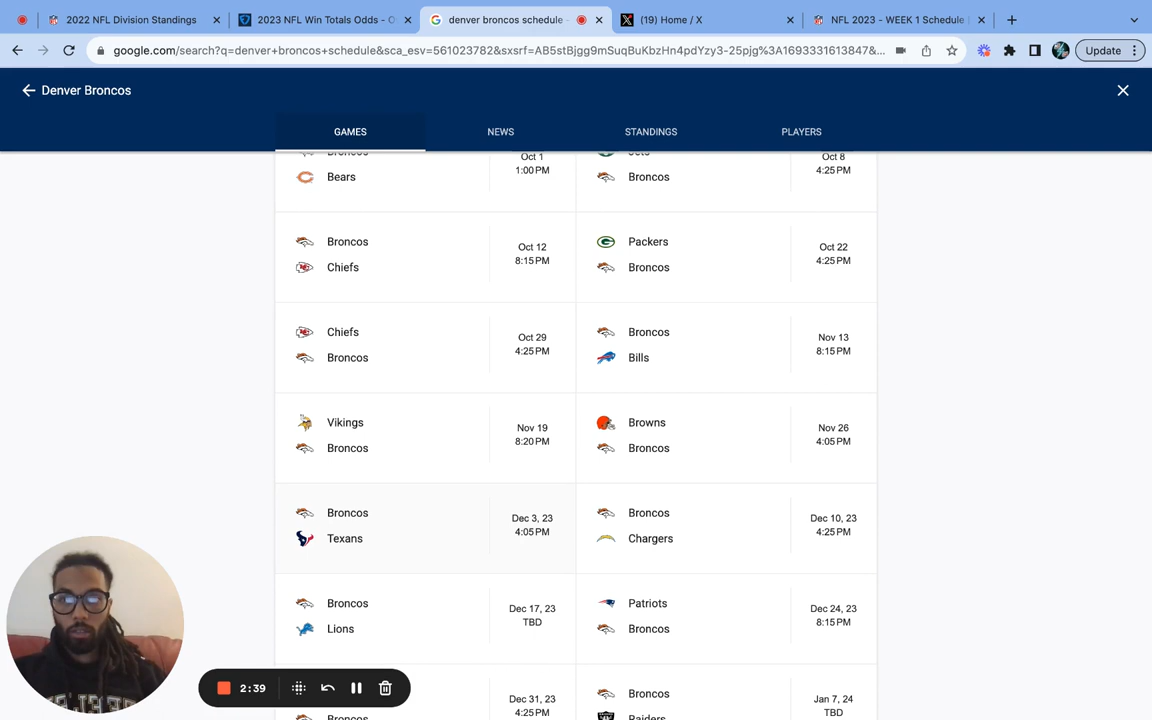 2022 NFL Division Standings
2023 NFL Win Totals Odds - O
denver broncos schedule -
(19) Home / X
NFL 2023 - WEEK 1 Schedule
google.com/search?q=denver+broncos+schedule&sca_esv=561023782&sxsrf=AB5stBjgg9mSuqBuKbzHn4pdYzy3-25pjg%3A1693331613847&...
Update
Denver Broncos
GAMES
NEWS
STANDINGS
PLAYERS
Broncos
Bears
Oct 1
1:00 PM
Jets
Broncos
Oct 8
4:25 PM
Broncos
Chiefs
Oct 12
8:15 PM
Packers
Broncos
Oct 22
4:25 PM
Chiefs
Broncos
Oct 29
4:25 PM
Broncos
Bills
Nov 13
8:15 PM
Vikings
Broncos
Nov 19
8:20 PM
Browns
Broncos
Nov 26
4:05 PM
Broncos
Texans
Dec 3, 23
4:05 PM
Broncos
Chargers
Dec 10, 23
4:25 PM
Broncos
Lions
Dec 17, 23
TBD
Patriots
Broncos
Dec 24, 23
8:15 PM
Broncos
Dec 31, 23
4:25 PM
Broncos
Raiders
Jan 7, 24
TBD
2:39